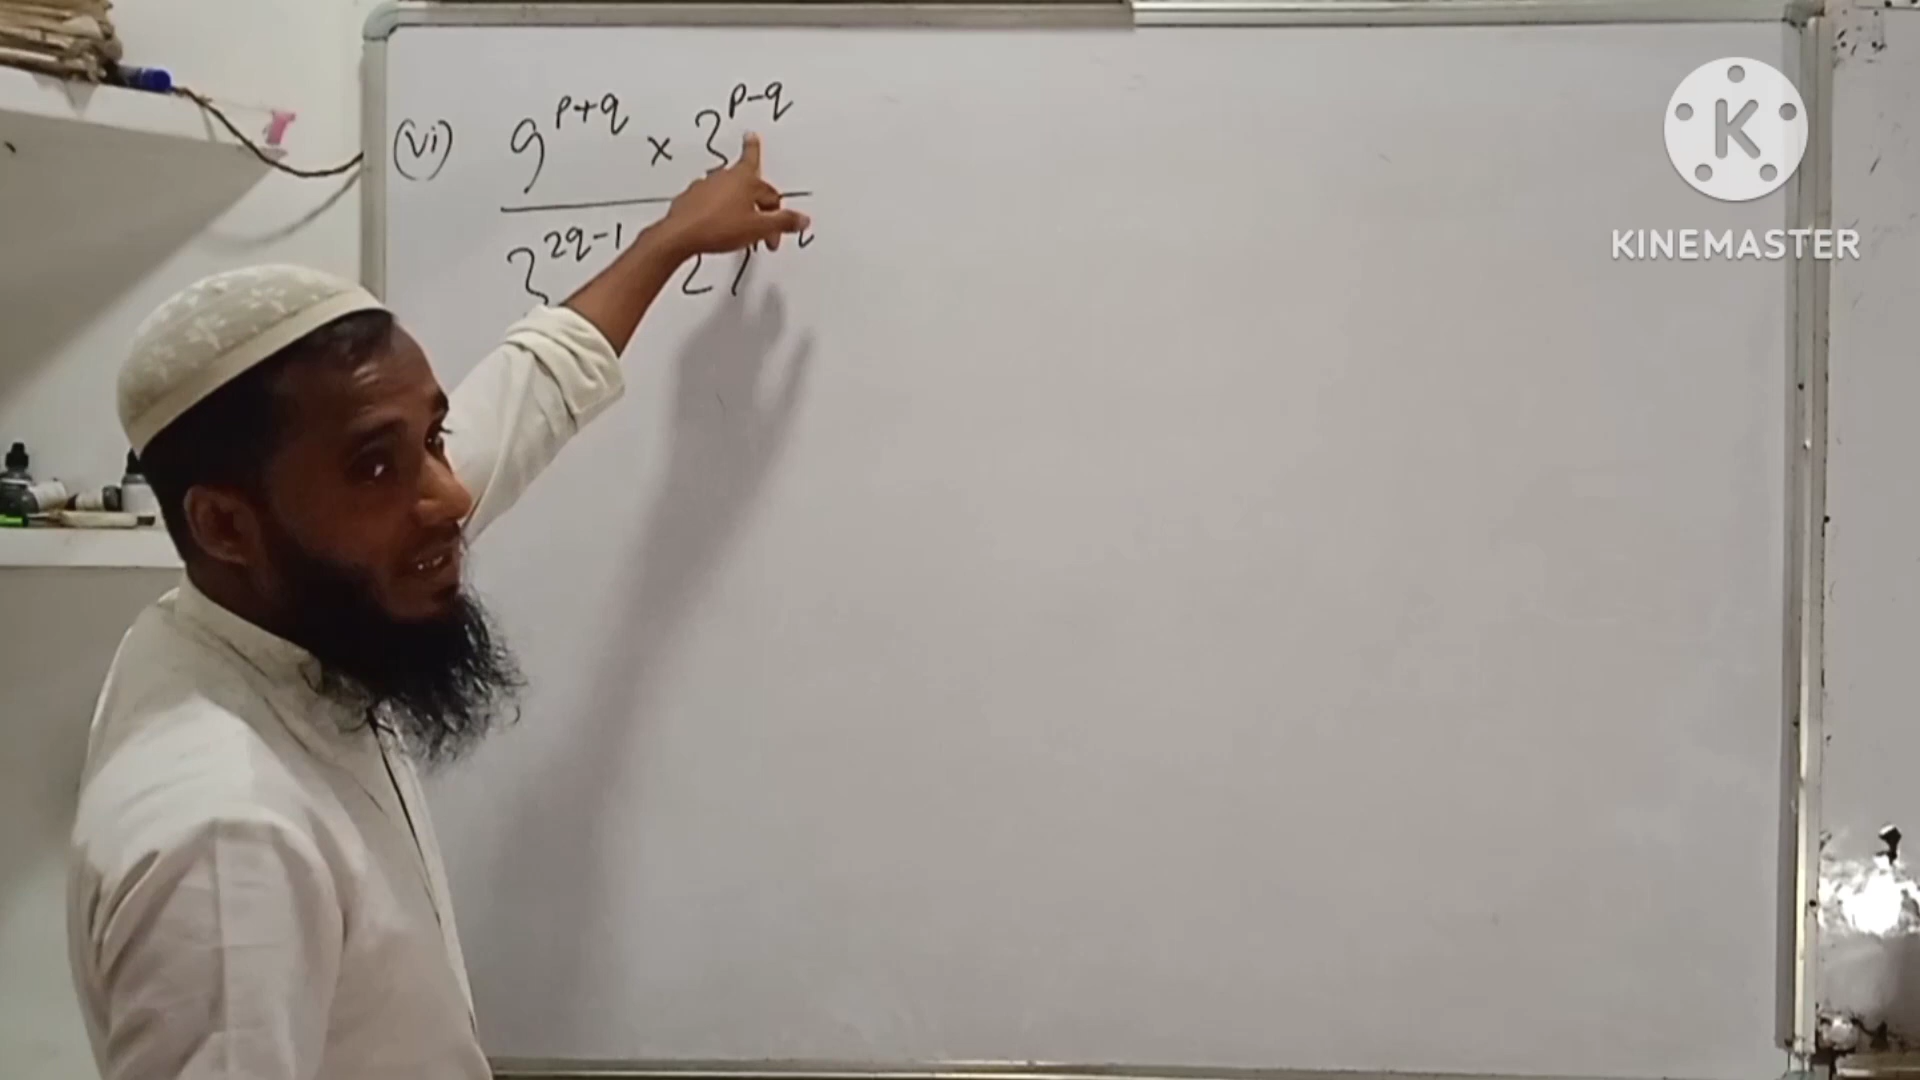 (vi) 9^{p+q} × 3^{p-q}
3^{2q-1} 27
KINEMASTER